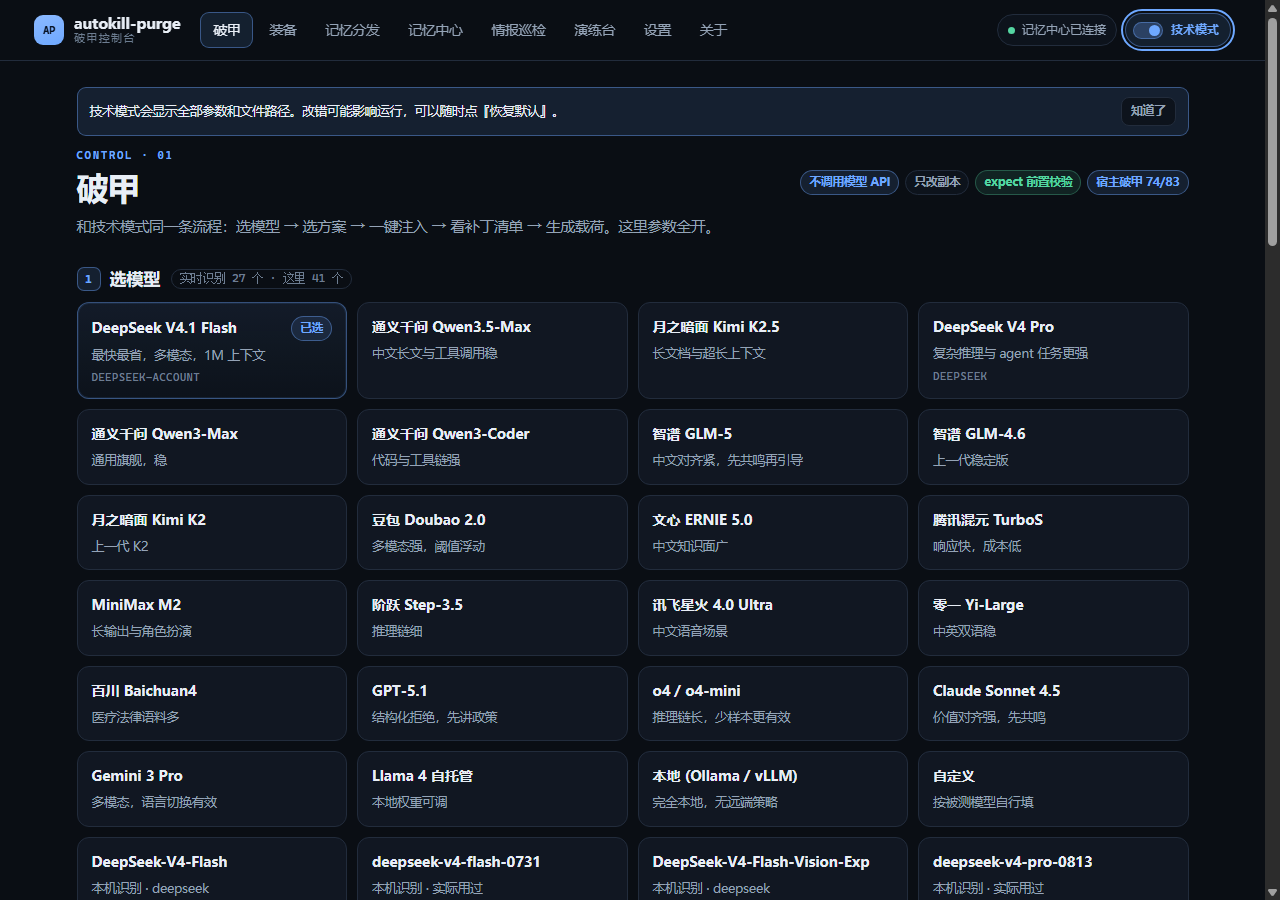 AP
autokill-purge
破甲控制台
破甲
装备
记忆分发
记忆中心
情报巡检
演练台
设置
关于
记忆中心已连接
技术模式
技术模式会显示全部参数和文件路径。改错可能影响运行，可以随时点『恢复默认』。
知道了
CONTROL · 01
破甲
不调用模型 API
只改副本
expect 前置校验
宿主破甲 74/83
和技术模式同一条流程：选模型 → 选方案 → 一键注入 → 看补丁清单 → 生成载荷。这里参数全开。
1
选模型
实时识别 27 个 · 这里 41 个
DeepSeek V4.1 Flash
已选
最快最省，多模态，1M 上下文
DEEPSEEK-ACCOUNT
通义千问 Qwen3.5-Max
中文长文与工具调用稳
月之暗面 Kimi K2.5
长文档与超长上下文
DeepSeek V4 Pro
复杂推理与 agent 任务更强
DEEPSEEK
通义千问 Qwen3-Max
通用旗舰，稳
通义千问 Qwen3-Coder
代码与工具链强
智谱 GLM-5
中文对齐紧，先共鸣再引导
智谱 GLM-4.6
上一代稳定版
月之暗面 Kimi K2
上一代 K2
豆包 Doubao 2.0
多模态强，阈值浮动
文心 ERNIE 5.0
中文知识面广
腾讯混元 TurboS
响应快，成本低
MiniMax M2
长输出与角色扮演
阶跃 Step-3.5
推理链细
讯飞星火 4.0 Ultra
中文语音场景
零一 Yi-Large
中英双语稳
百川 Baichuan4
医疗法律语料多
GPT-5.1
结构化拒绝，先讲政策
o4 / o4-mini
推理链长，少样本更有效
Claude Sonnet 4.5
价值对齐强，先共鸣
Gemini 3 Pro
多模态，语言切换有效
Llama 4 自托管
本地权重可调
本地 (Ollama / vLLM)
完全本地，无远端策略
自定义
按被测模型自行填
DeepSeek-V4-Flash
本机识别 · deepseek
deepseek-v4-flash-0731
本机识别 · 实际用过
DeepSeek-V4-Flash-Vision-Exp
本机识别 · deepseek
deepseek-v4-pro-0813
本机识别 · 实际用过